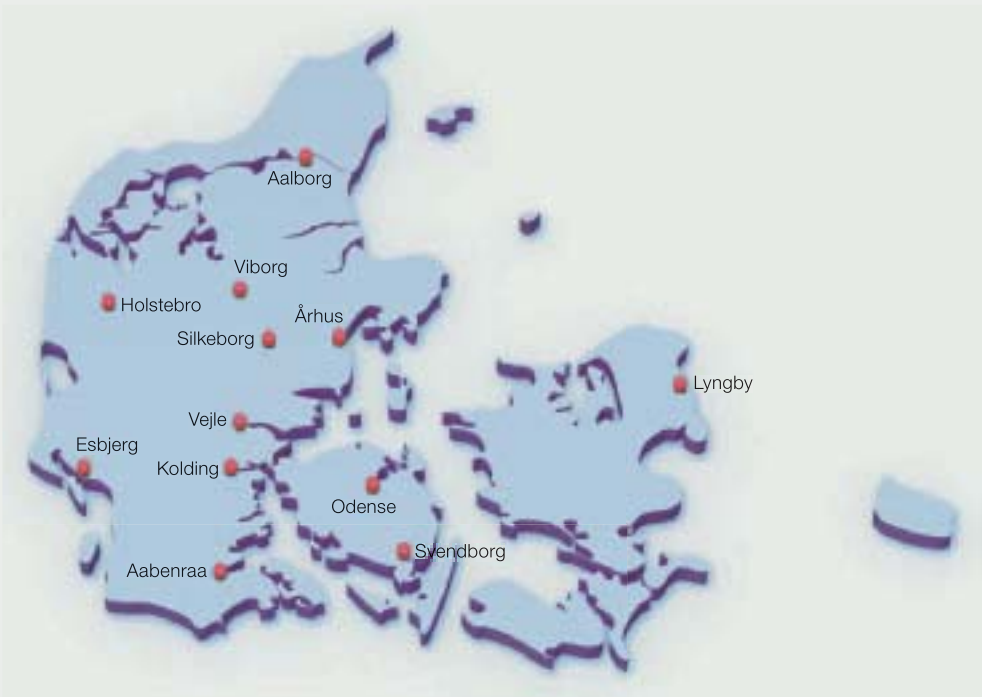 Aalborg
Viborg
Holstebro
Århus
Silkeborg
Lyngby
Vejle
Esbjerg
Kolding
Odense
Svendborg
Aabenraa